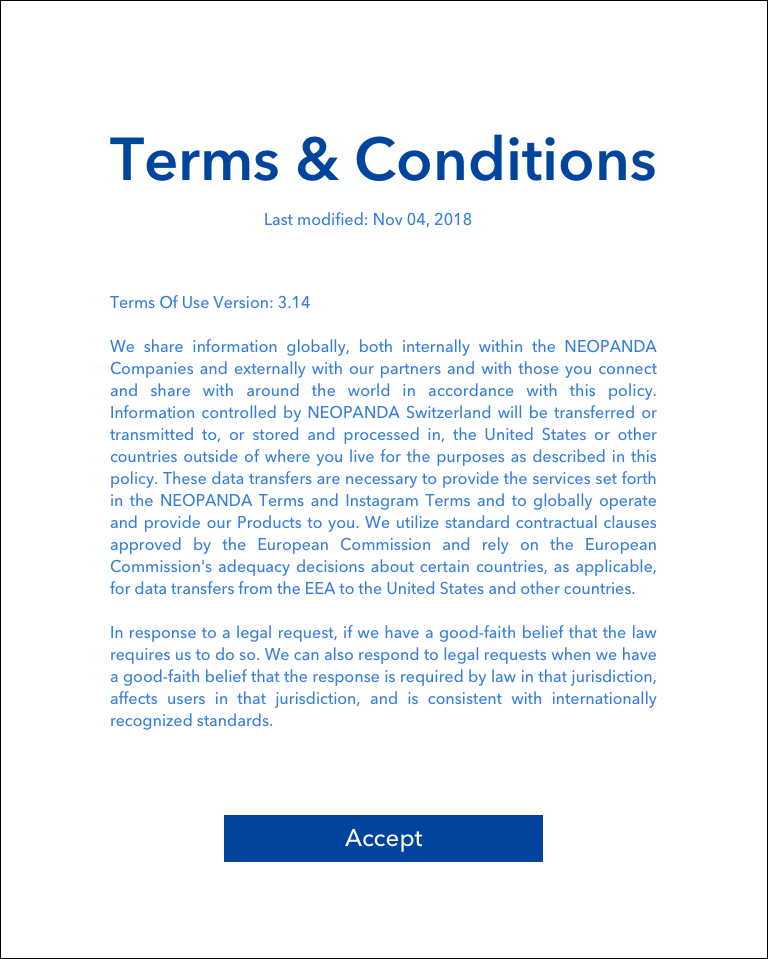 Terms & Conditions
Last modified: Nov 04, 2018
Terms Of Use Version: 3.14
We share information globally, both internally within the NEOPANDA
Companies and externally with our partners and with those you connect
and share with around the world in accordance with this policy.
Information controlled by NEOPANDA Switzerland will be transferred or
transmitted to, or stored and processed in, the United States or other
countries outside of where you live for the purposes as described in this
policy. These data transfers are necessary to provide the services set forth
in the NEOPANDA Terms and Instagram Terms and to globally operate
and provide our Products to you. We utilize standard contractual clauses
approved by the European Commission and rely on the European
Commission's adequacy decisions about certain countries, as applicable,
for data transfers from the EEA to the United States and other countries.
In response to a legal request, if we have a good-faith belief that the law
requires us to do so. We can also respond to legal requests when we have
a good-faith belief that the response is required by law in that jurisdiction,
affects users in that jurisdiction, and is consistent with internationally
recognized standards.
Accept